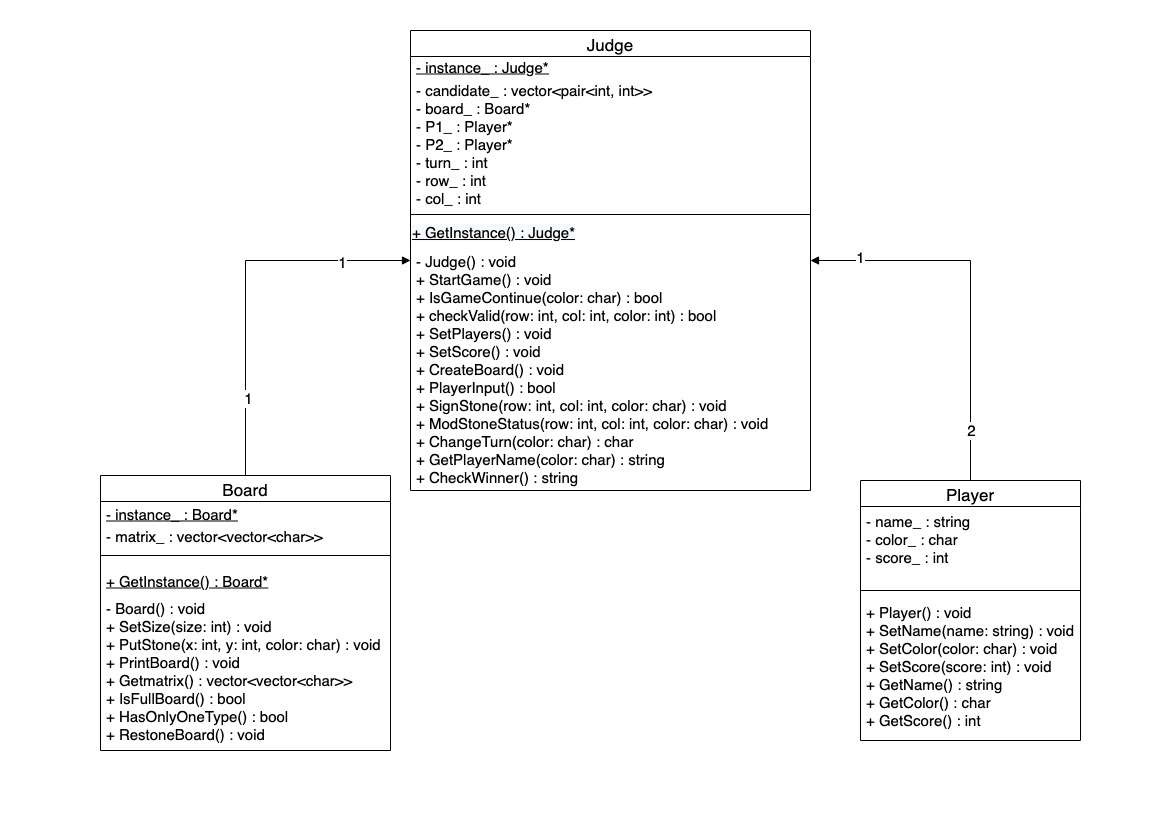 Judge
- instance_ : Judge*
- candidate_ : vector<pair<int, int>>
- board_ : Board*
- P1_ : Player*
- P2_ : Player*
- turn_ : int
- row_ : int
- col_ : int
+ GetInstance() : Judge*
- Judge() : void
+ StartGame() : void
+ IsGameContinue(color: char) : bool
+ checkValid(row: int, col: int, color: int) : bool
+ SetPlayers() : void
+ SetScore() : void
+ CreateBoard() : void
+ PlayerInput() : bool
+ SignStone(row: int, col: int, color: char) : void
+ ModStoneStatus(row: int, col: int, color: char) : void
+ ChangeTurn(color: char) : char
+ GetPlayerName(color: char) : string
+ CheckWinner() : string
1
1
1
2
Board
- instance_ : Board*
- matrix_ : vector<vector<char>>
+ GetInstance() : Board*
- Board() : void
+ SetSize(size: int) : void
+ PutStone(x: int, y: int, color: char) : void
+ PrintBoard() : void
+ Getmatrix() : vector<vector<char>>
+ IsFullBoard() : bool
+ HasOnlyOneType() : bool
+ RestoneBoard() : void
Player
- name_ : string
- color_ : char
- score_ : int
+ Player() : void
+ SetName(name: string) : void
+ SetColor(color: char) : void
+ SetScore(score: int) : void
+ GetName() : string
+ GetColor() : char
+ GetScore() : int